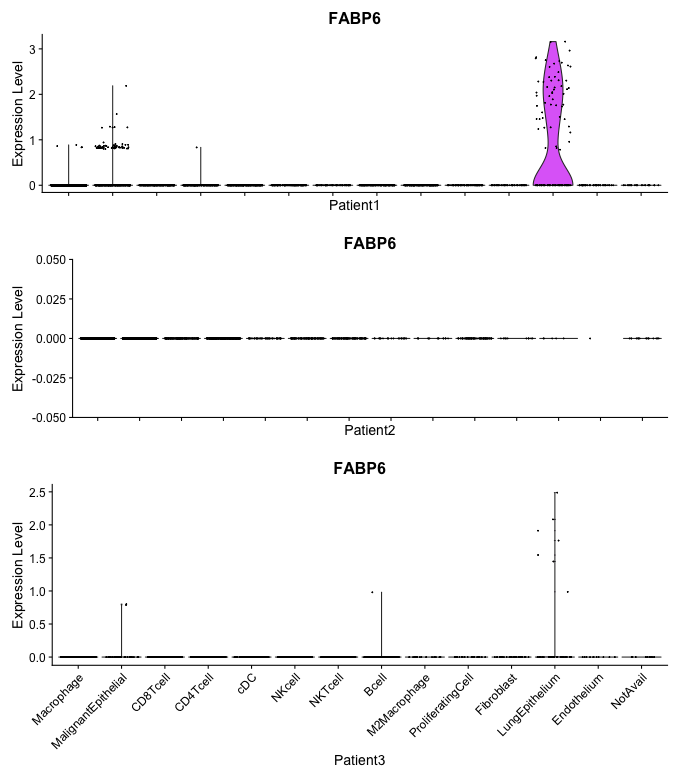 FABP6
Expression Level
3
2
1
0
Patient1
FABP6
Expression Level
0.050
0.025
0.000
-0.025
-0.050
Patient2
FABP6
Expression Level
2.5
2.0
1.5
1.0
0.5
0.0
Macrophage
MalignantEpithelial
CD8Tcell
CD4Tcell
cDC
NKcell
NKTcell
Bcell
M2Macrophage
ProliferatingCell
Fibroblast
LungEpithelium
Endothelium
NotAvail
Patient3